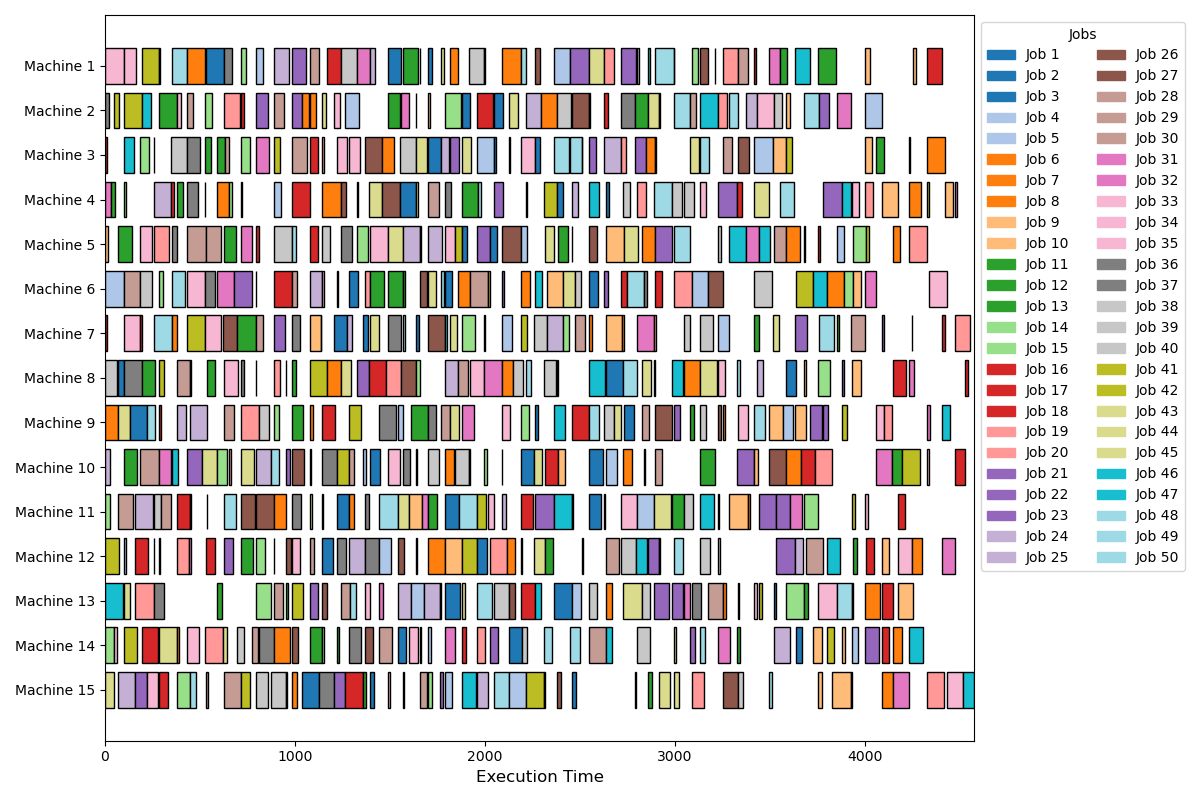 Machine 1
Machine 2
Machine 3
Machine 4
Machine 5
Machine 6
Machine 7
Machine 8
Machine 9
Machine 10
Machine 11
Machine 12
Machine 13
Machine 14
Machine 15
0 1000 2000 3000 4000
Execution Time
Jobs
Job 1
Job 2
Job 3
Job 4
Job 5
Job 6
Job 7
Job 8
Job 9
Job 10
Job 11
Job 12
Job 13
Job 14
Job 15
Job 16
Job 17
Job 18
Job 19
Job 20
Job 21
Job 22
Job 23
Job 24
Job 25
Job 26
Job 27
Job 28
Job 29
Job 30
Job 31
Job 32
Job 33
Job 34
Job 35
Job 36
Job 37
Job 38
Job 39
Job 40
Job 41
Job 42
Job 43
Job 44
Job 45
Job 46
Job 47
Job 48
Job 49
Job 50